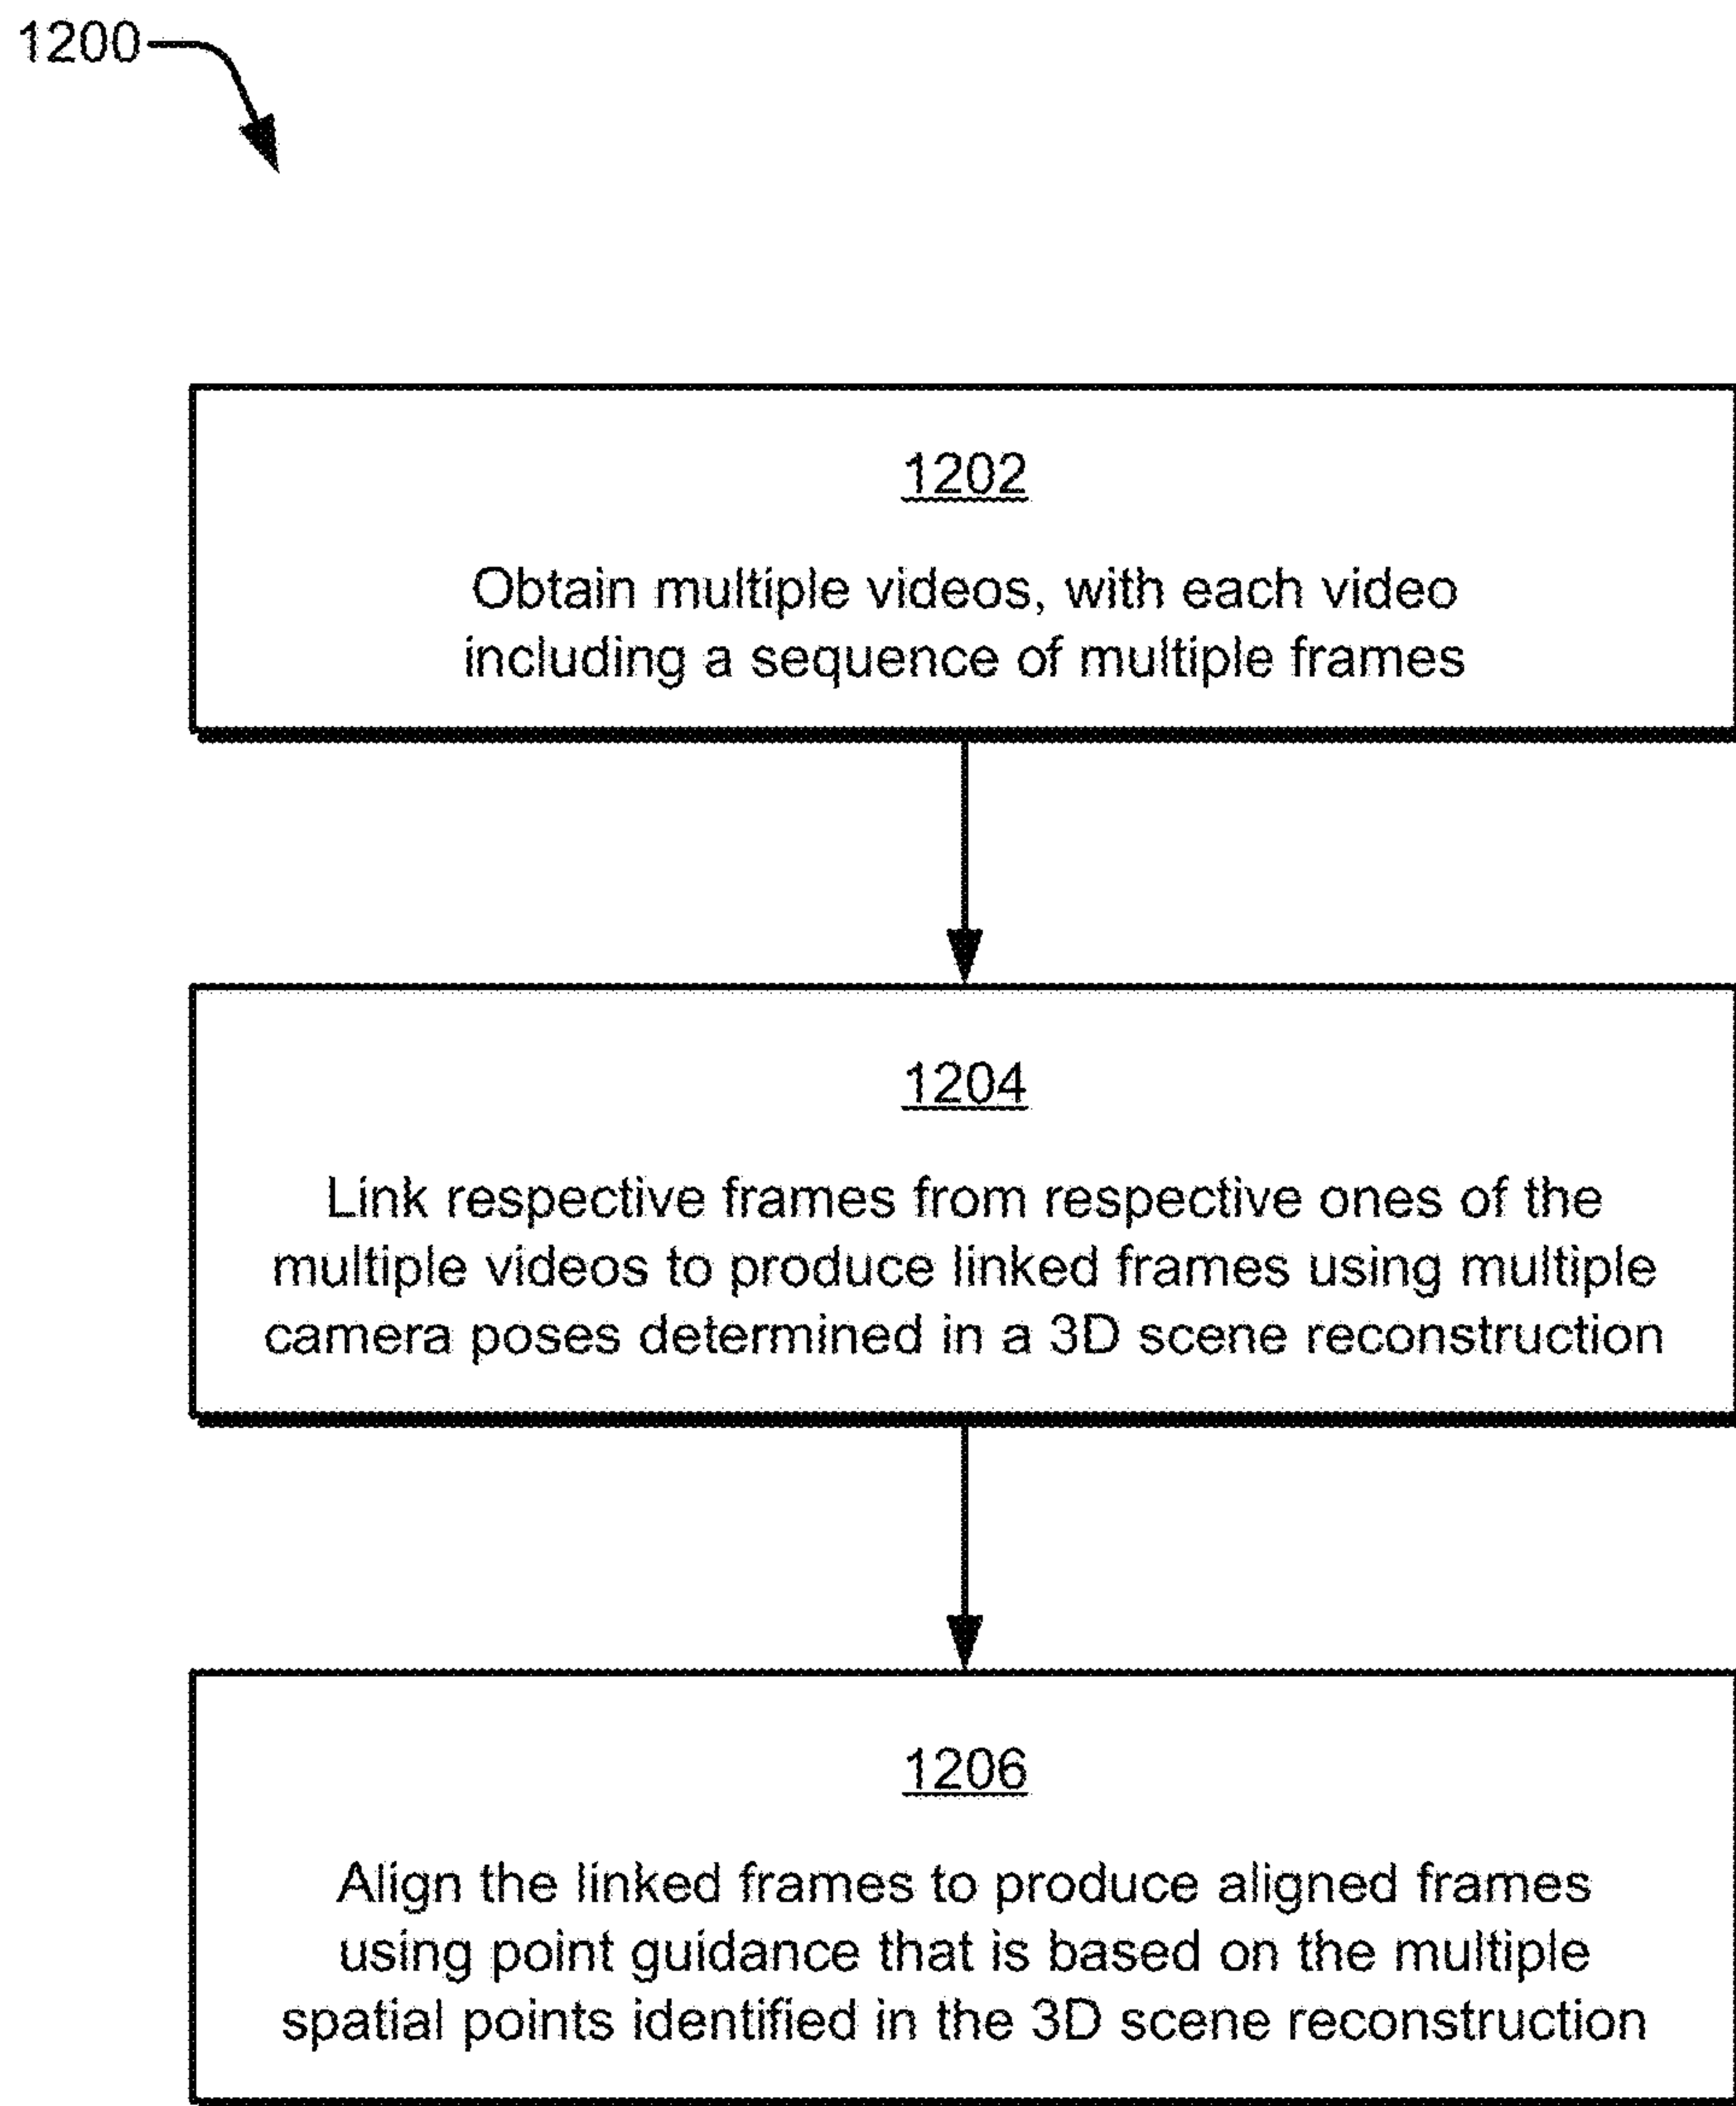 1200
1202
Obtain multiple videos, with each video
including a sequence of multiple frames
1204
Link respective frames from respective ones of the
multiple videos to produce linked frames using multiple
camera poses determined in a 3D scene reconstruction
1206
Align the linked frames to produce aligned frames
using point guidance that is based on the multiple
spatial points identified in the 3D scene reconstruction